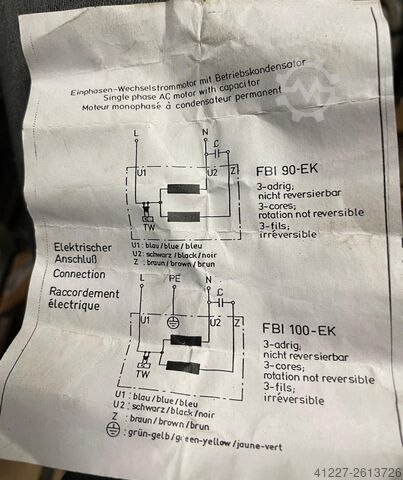 Einphasen-Wechselstrommotor mit Betriebskondensator
Single phase AC motor with capacitor
Moteur monophasé à condensateur permanent
L N
C
U1 U2 Z
TW
FBI 90-EK
3-adrig;
nicht reversierbar
3-cores;
rotation not reversible
3-fils;
irréversible
U1: blau/blue/bleu
U2: schwarz/black/noir
Z : braun/brown/brun
Elektrischer
Anschluß
Connection
Raccordement
électrique
L PE N
C
U1 U2 Z
TW
FBI 100-EK
3-adrig;
nicht reversierbar
3-cores;
rotation not reversible
3-fils;
irréversible
U1 : blau/blue/bleu
U2 : schwarz/black/noir
Z : braun/brown/brun
: grün-gelb/green-yellow/jaune-vert
41227-2613726